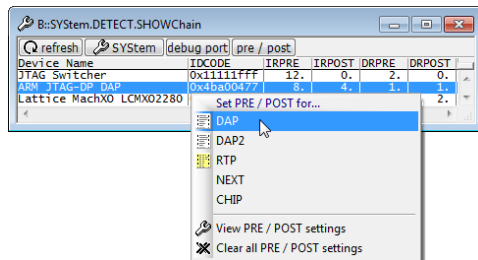 B::SYStem.DETECT.SHOWChain
refresh SYStem debug port pre / post
Device Name IDCODE IRPRE IRPOST DRPRE DRPOST
JTAG Switcher 0x11111fff 12. 0. 2. 0.
ARM JTAG-DP DAP 0x4ba00477 8. 4. 1. 1.
Lattice MachXO LCMXO2280 2.
Set PRE / POST for...
DAP
DAP2
RTP
NEXT
CHIP
View PRE / POST settings
Clear all PRE / POST settings